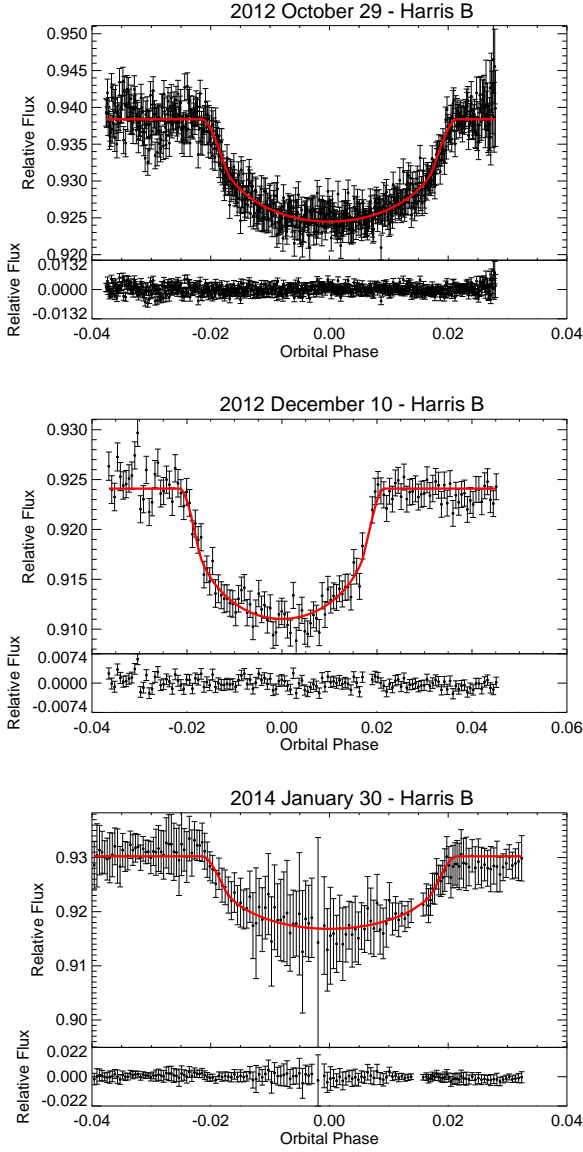 2012 October 29 - Harris B
0.950
0.945
0.940
0.935
0.930
0.925
0.920
Relative Flux
0.0132
0.0000
-0.0132
Relative Flux
-0.04 -0.02 0.00 0.02 0.04
Orbital Phase
2012 December 10 - Harris B
0.930
0.925
0.920
0.915
0.910
Relative Flux
0.0074
0.0000
-0.0074
Relative Flux
-0.04 -0.02 0.00 0.02 0.04 0.06
Orbital Phase
2014 January 30 - Harris B
0.93
0.92
0.91
0.90
Relative Flux
0.022
0.000
-0.022
Relative Flux
-0.04 -0.02 0.00 0.02 0.04
Orbital Phase